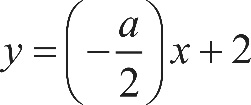 y = (-a/2)x + 2